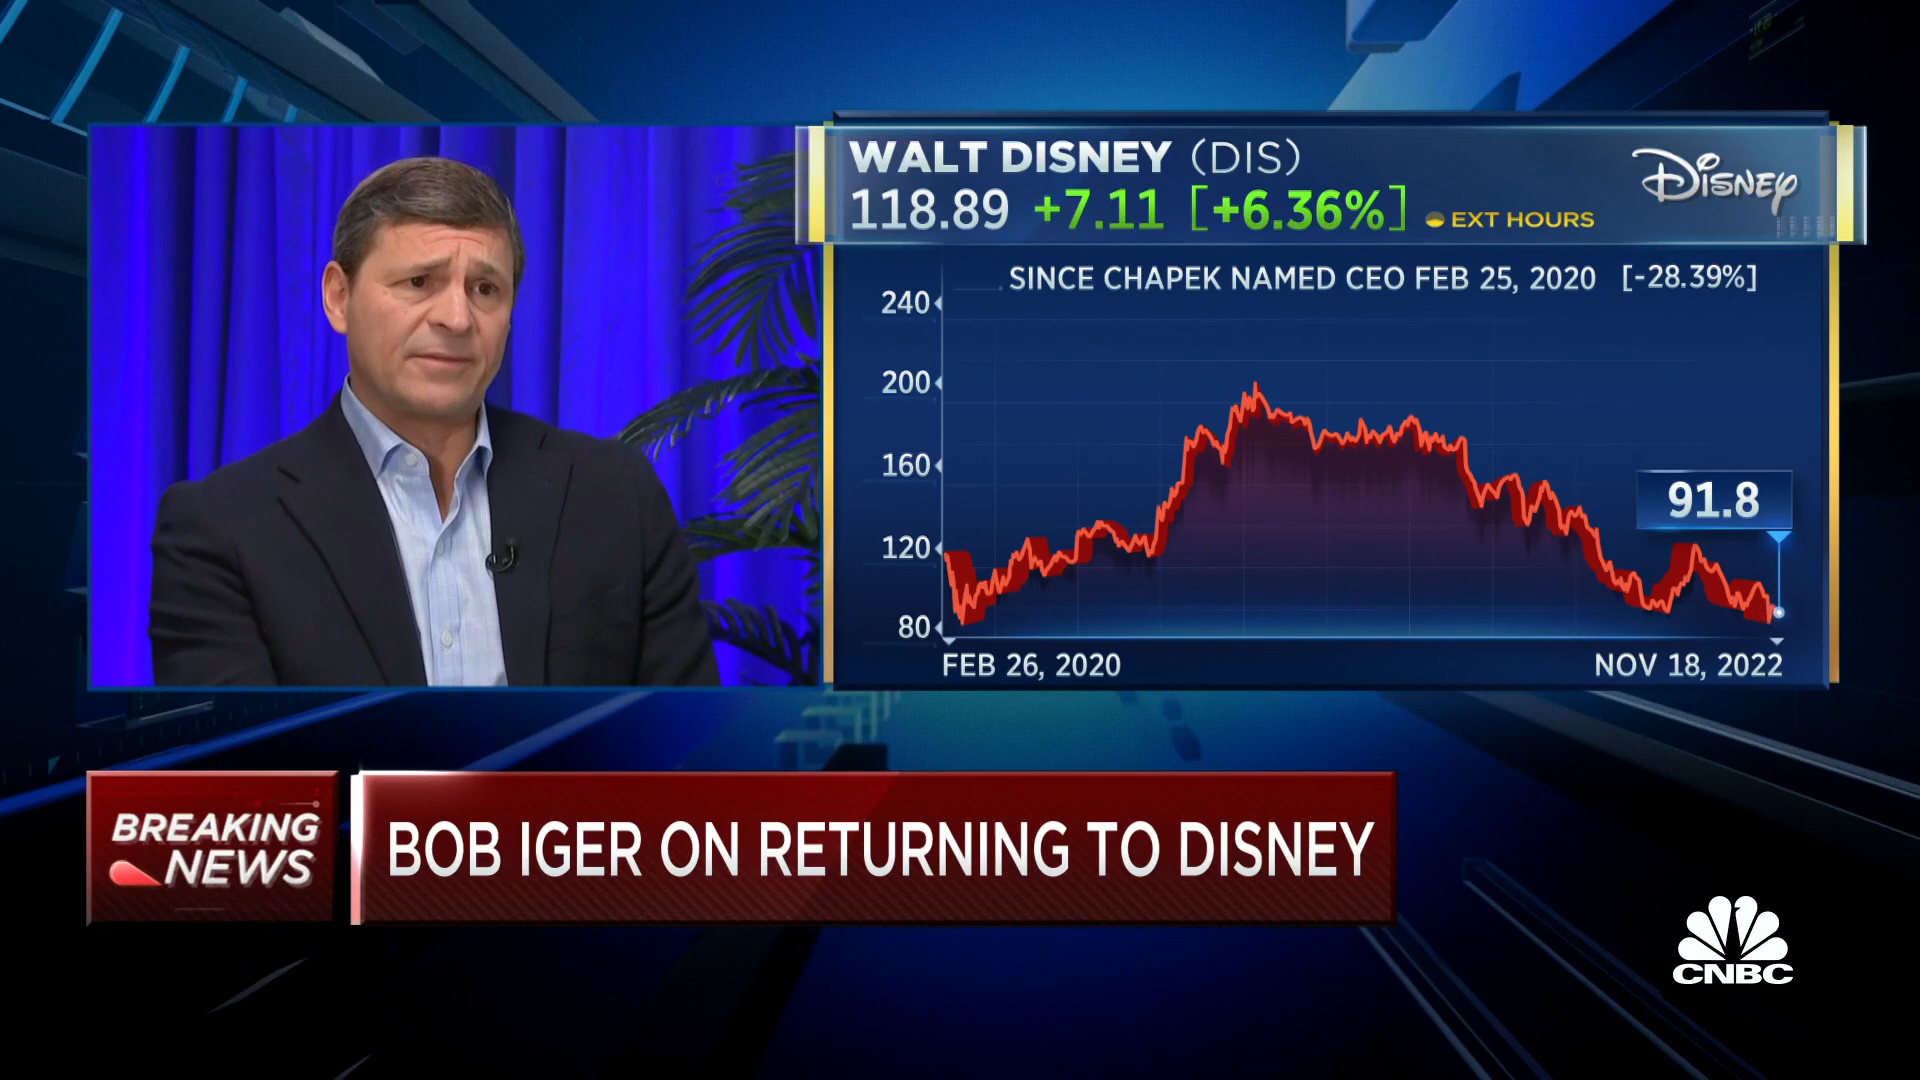 WALT DISNEY (DIS)
118.89 +7.11 [+6.36%] EXT HOURS
DISNEY
SINCE CHAPEK NAMED CEO FEB 25, 2020 [-28.39%]
240
200
160
120
80
91.8
FEB 26, 2020
NOV 18, 2022
BREAKING
NEWS
BOB IGER ON RETURNING TO DISNEY
CNBC